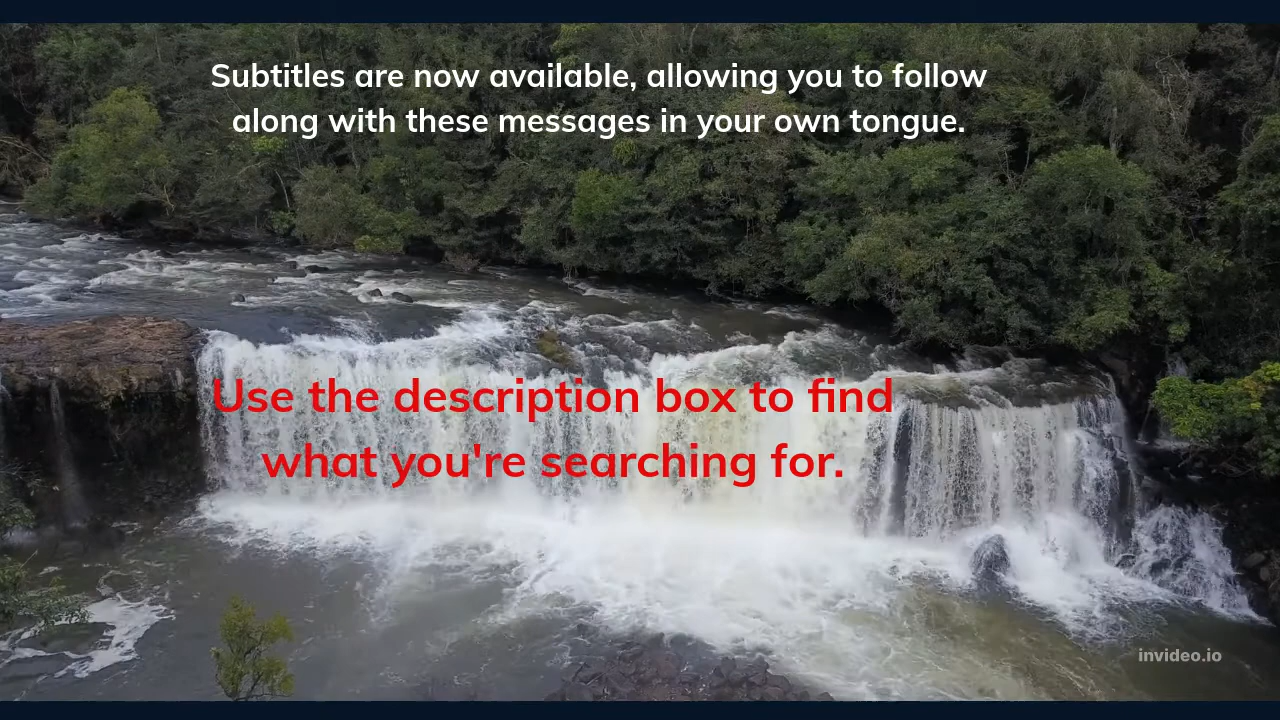 Subtitles are now available, allowing you to follow
along with these messages in your own tongue.
Use the description box to find
what you're searching for.
invideo.io